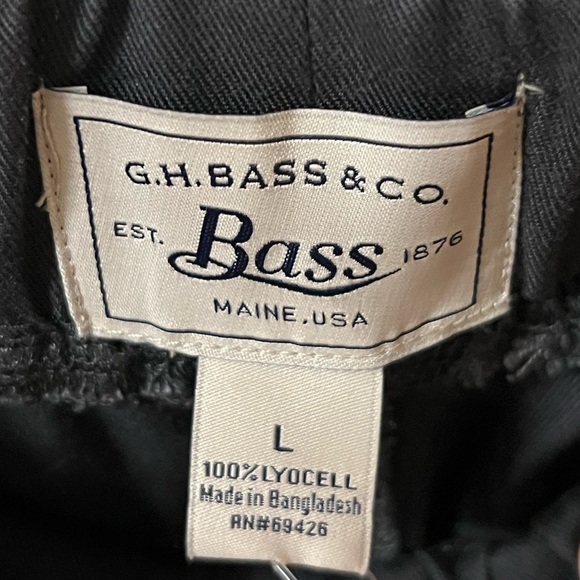 G.H.BASS & CO.
EST. Bass 1876
MAINE, USA
L
100% LYOCELL
Made in Bangladesh
RN#69426